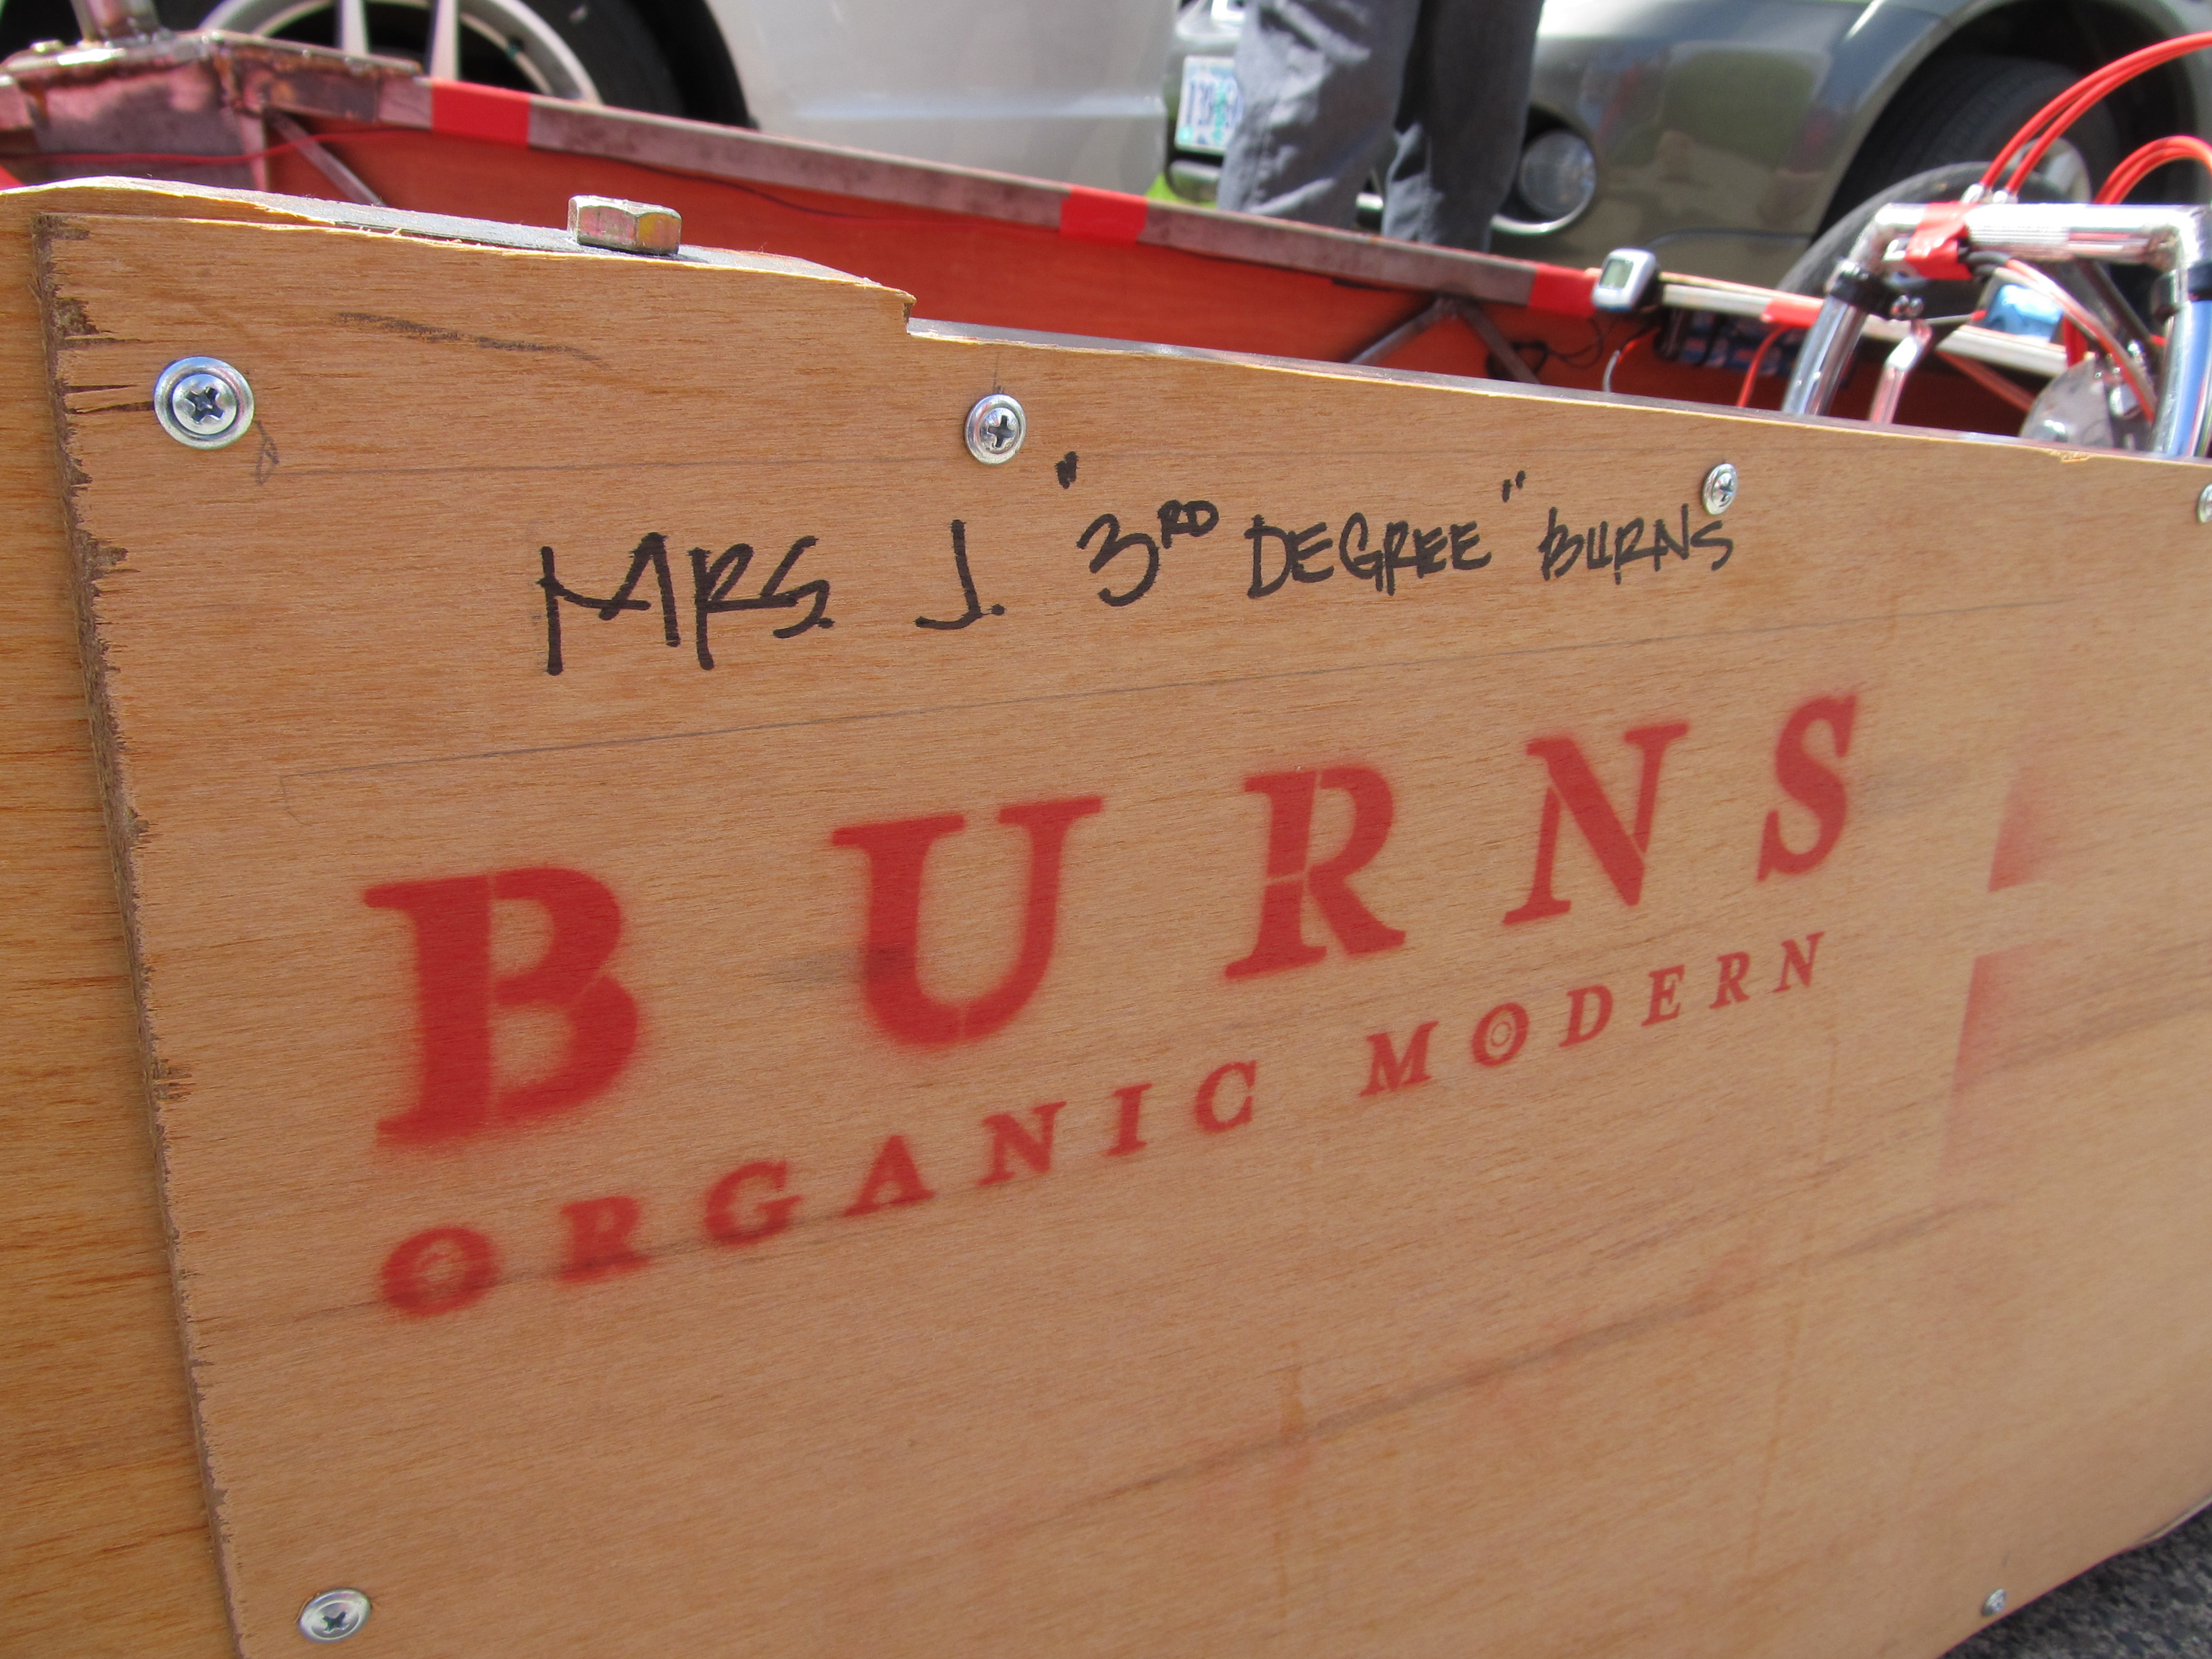 MRS. J. "3RD DEGREE" BURNS
BURNS
ORGANIC MODERN